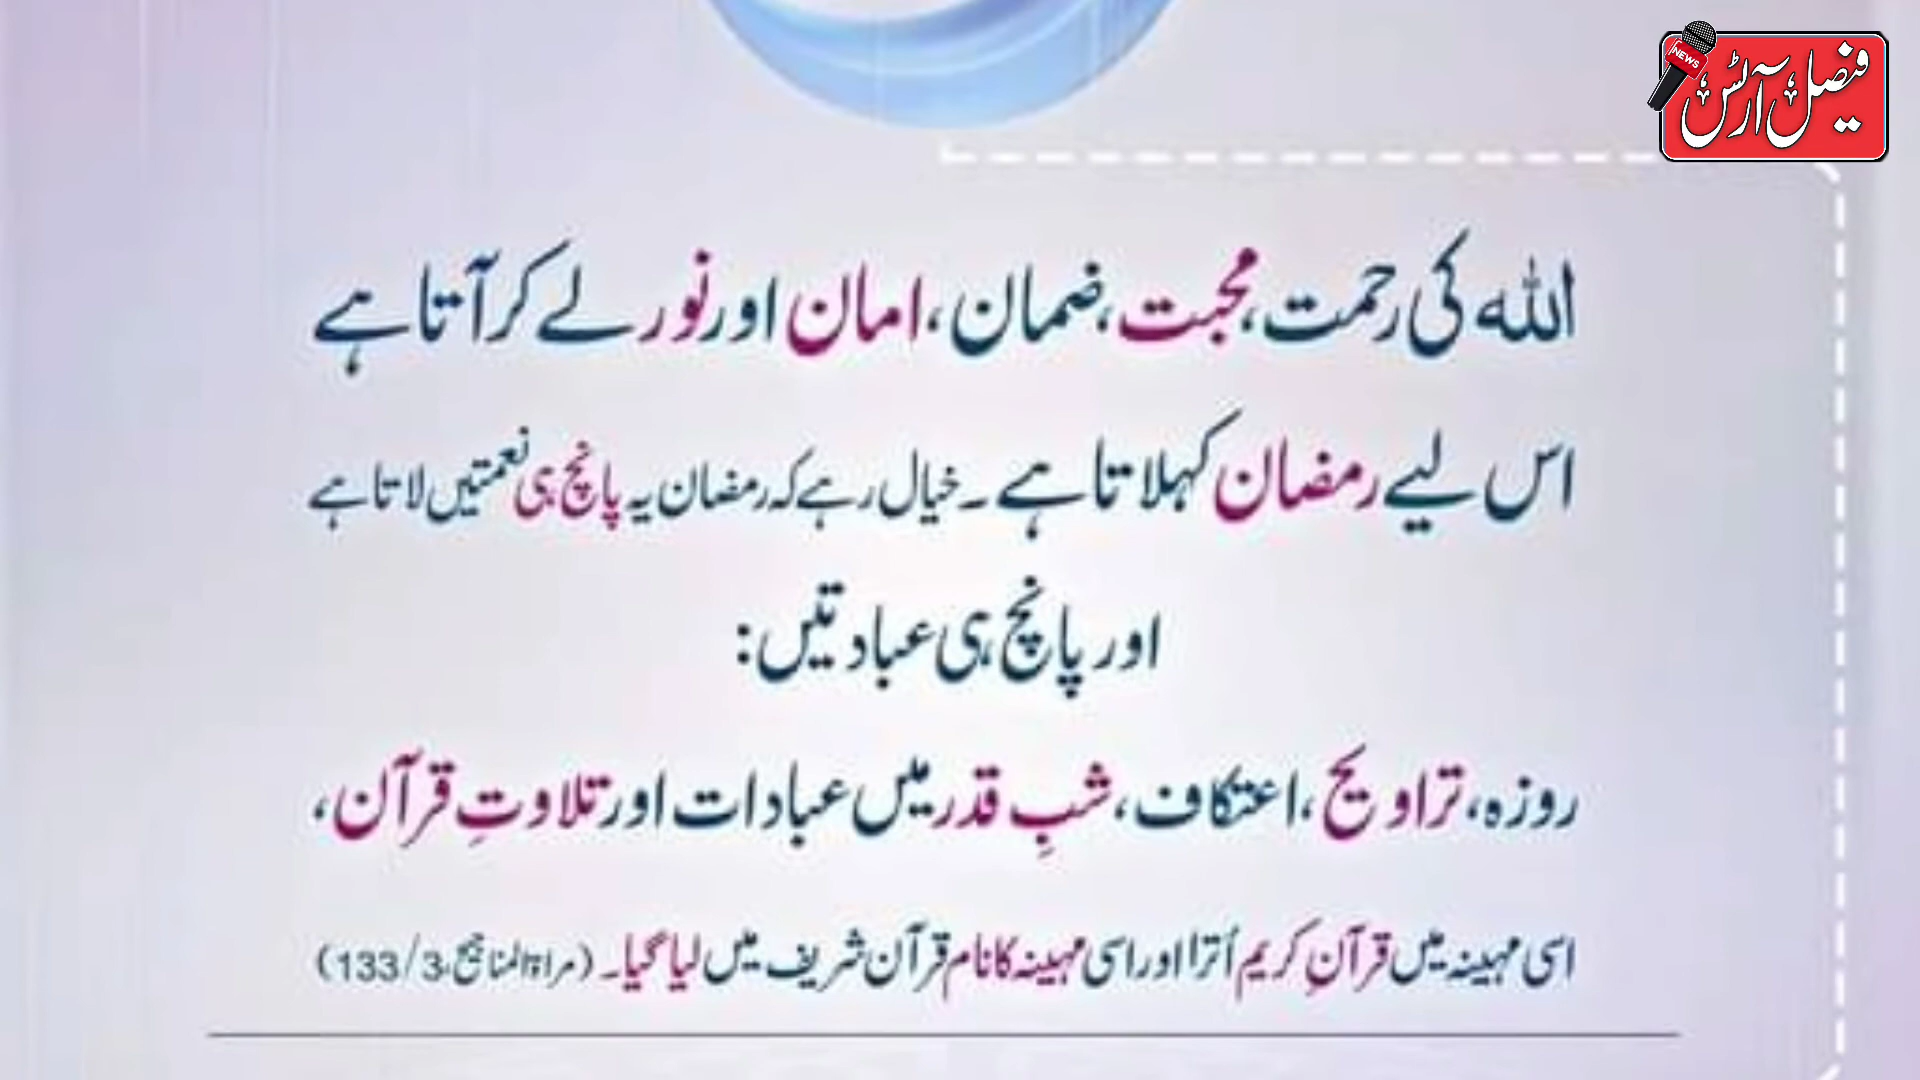 فیصل آرٹس
NEWS
اللہ کی رحمت، محبت، ضمان، امان اور نور لے کر آتا ہے
اس لیے رمضان کہلاتا ہے۔ خیال رہے کہ رمضان یہ پانچ ہی نعمتیں لاتا ہے
اور پانچ ہی عبادتیں:
روزہ، تراویح، اعتکاف، شبِ قدر میں عبادات اور تلاوتِ قرآن،
اسی مہینہ میں قرآنِ کریم اُترا اور اسی مہینہ کا نام قرآن شریف میں لیا گیا۔ (مراۃ المناجیح، 3/133)